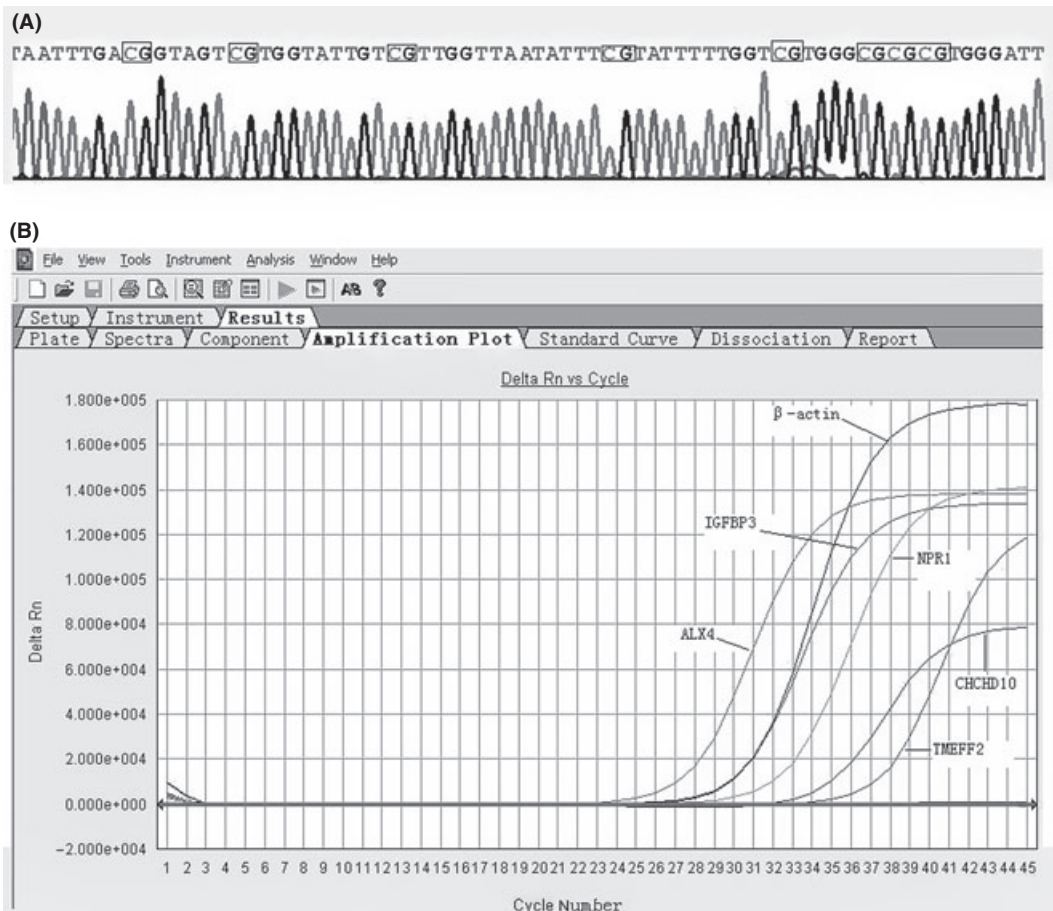 (A)
TAATTTGACGGTAGTCGTGGTATTGTCGTTGGTTAATATTTCGTATTTTTGGTCGTGGGCGCGCGTGGGATT
(B)
File View Tools Instrument Analysis Window Help
Setup Instrument Results
Plate Spectra Component Amplification Plot Standard Curve Dissociation Report
Delta Rn vs Cycle
1.800e+005
β-actin
1.600e+005
1.400e+005
IGFBP3
1.200e+005
NPR1
1.000e+005
Delta Rn
8.000e+004
ALX4
6.000e+004
CHCHD10
4.000e+004
TMEFF2
2.000e+004
0.000e+000
−2.000e+004
1 2 3 4 5 6 7 8 9 10 11 12 13 14 15 16 17 18 19 20 21 22 23 24 25 26 27 28 29 30 31 32 33 34 35 36 37 38 39 40 41 42 43 44 45
Cycle Number